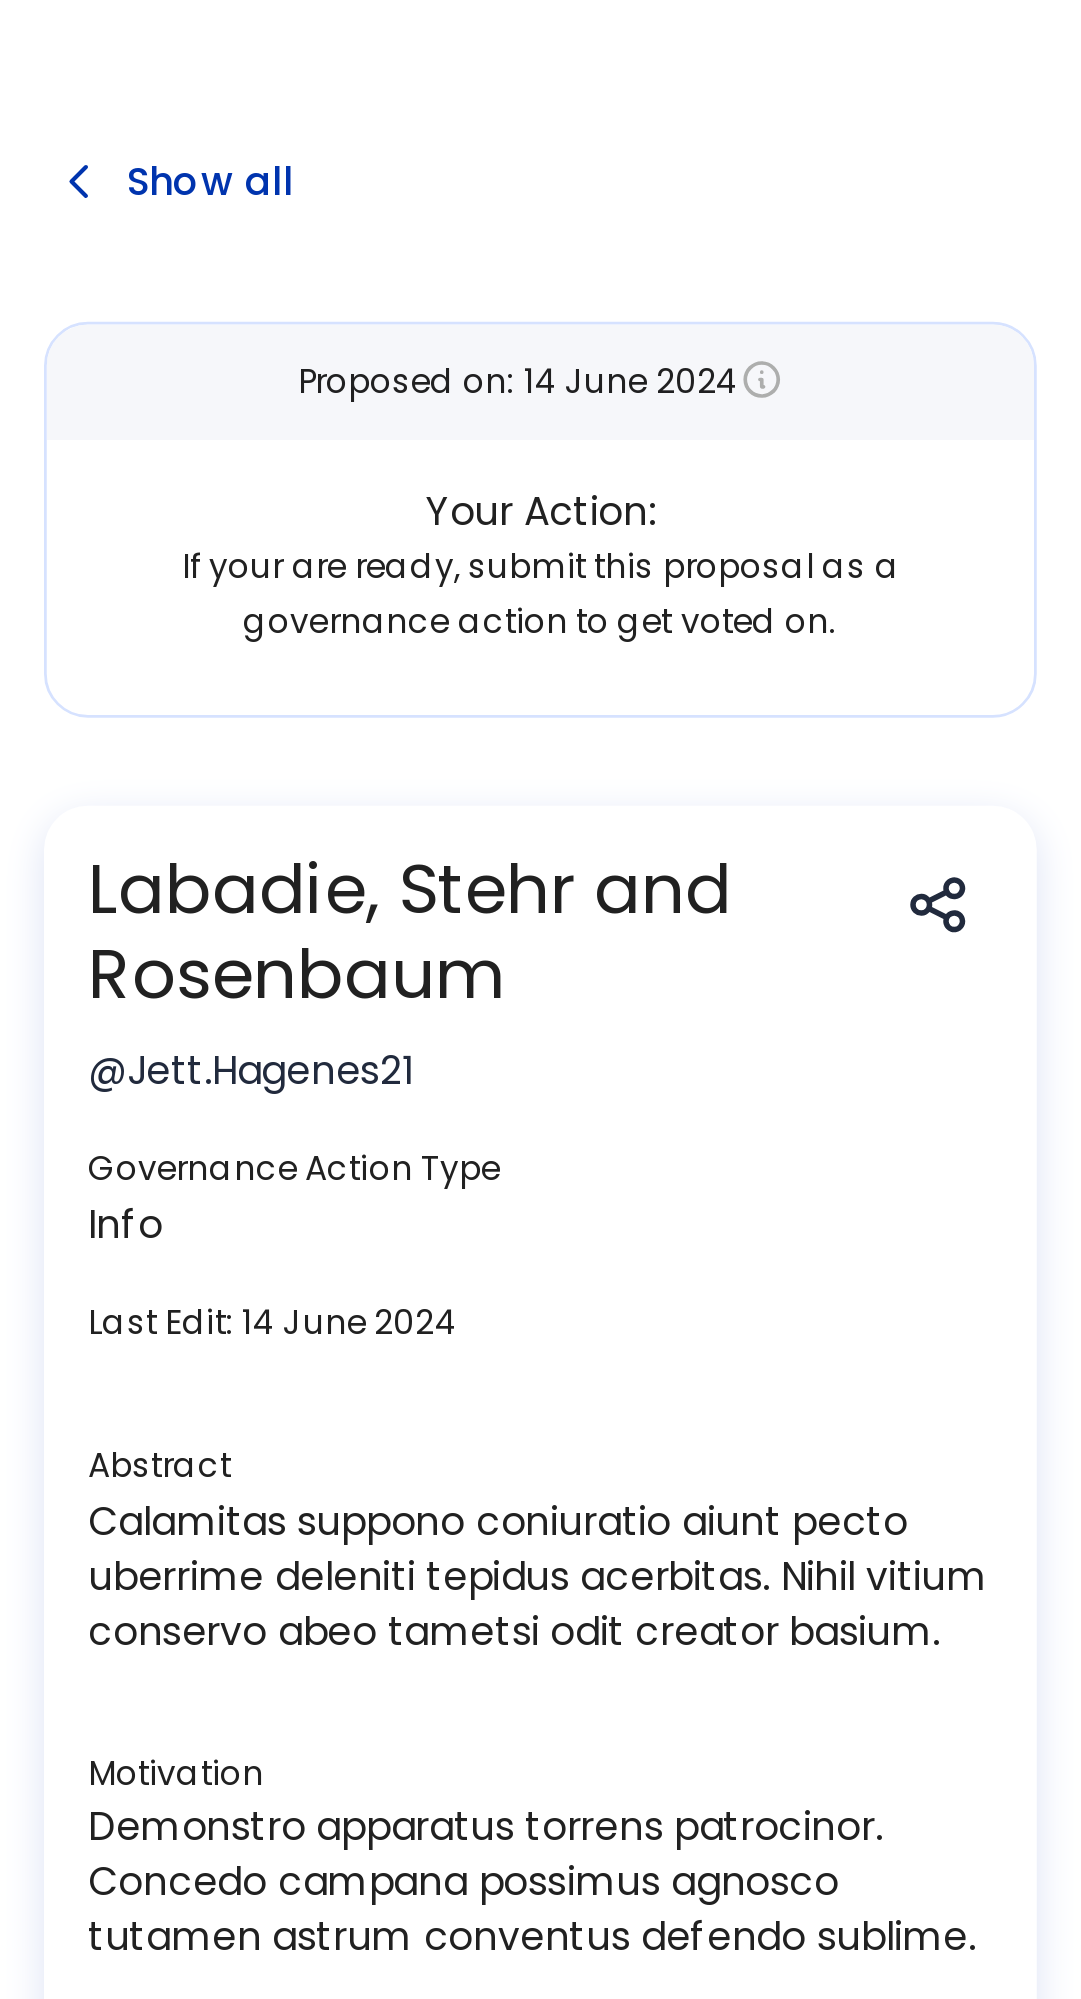 Show all
Proposed on: 14 June 2024
Your Action:
If your are ready, submit this proposal as a
governance action to get voted on.
Labadie, Stehr and
Rosenbaum
@Jett.Hagenes21
Governance Action Type
Info
Last Edit: 14 June 2024
Abstract
Calamitas suppono coniuratio aiunt pecto
uberrime deleniti tepidus acerbitas. Nihil vitium
conservo abeo tametsi odit creator basium.
Motivation
Demonstro apparatus torrens patrocinor.
Concedo campana possimus agnosco
tutamen astrum conventus defendo sublime.